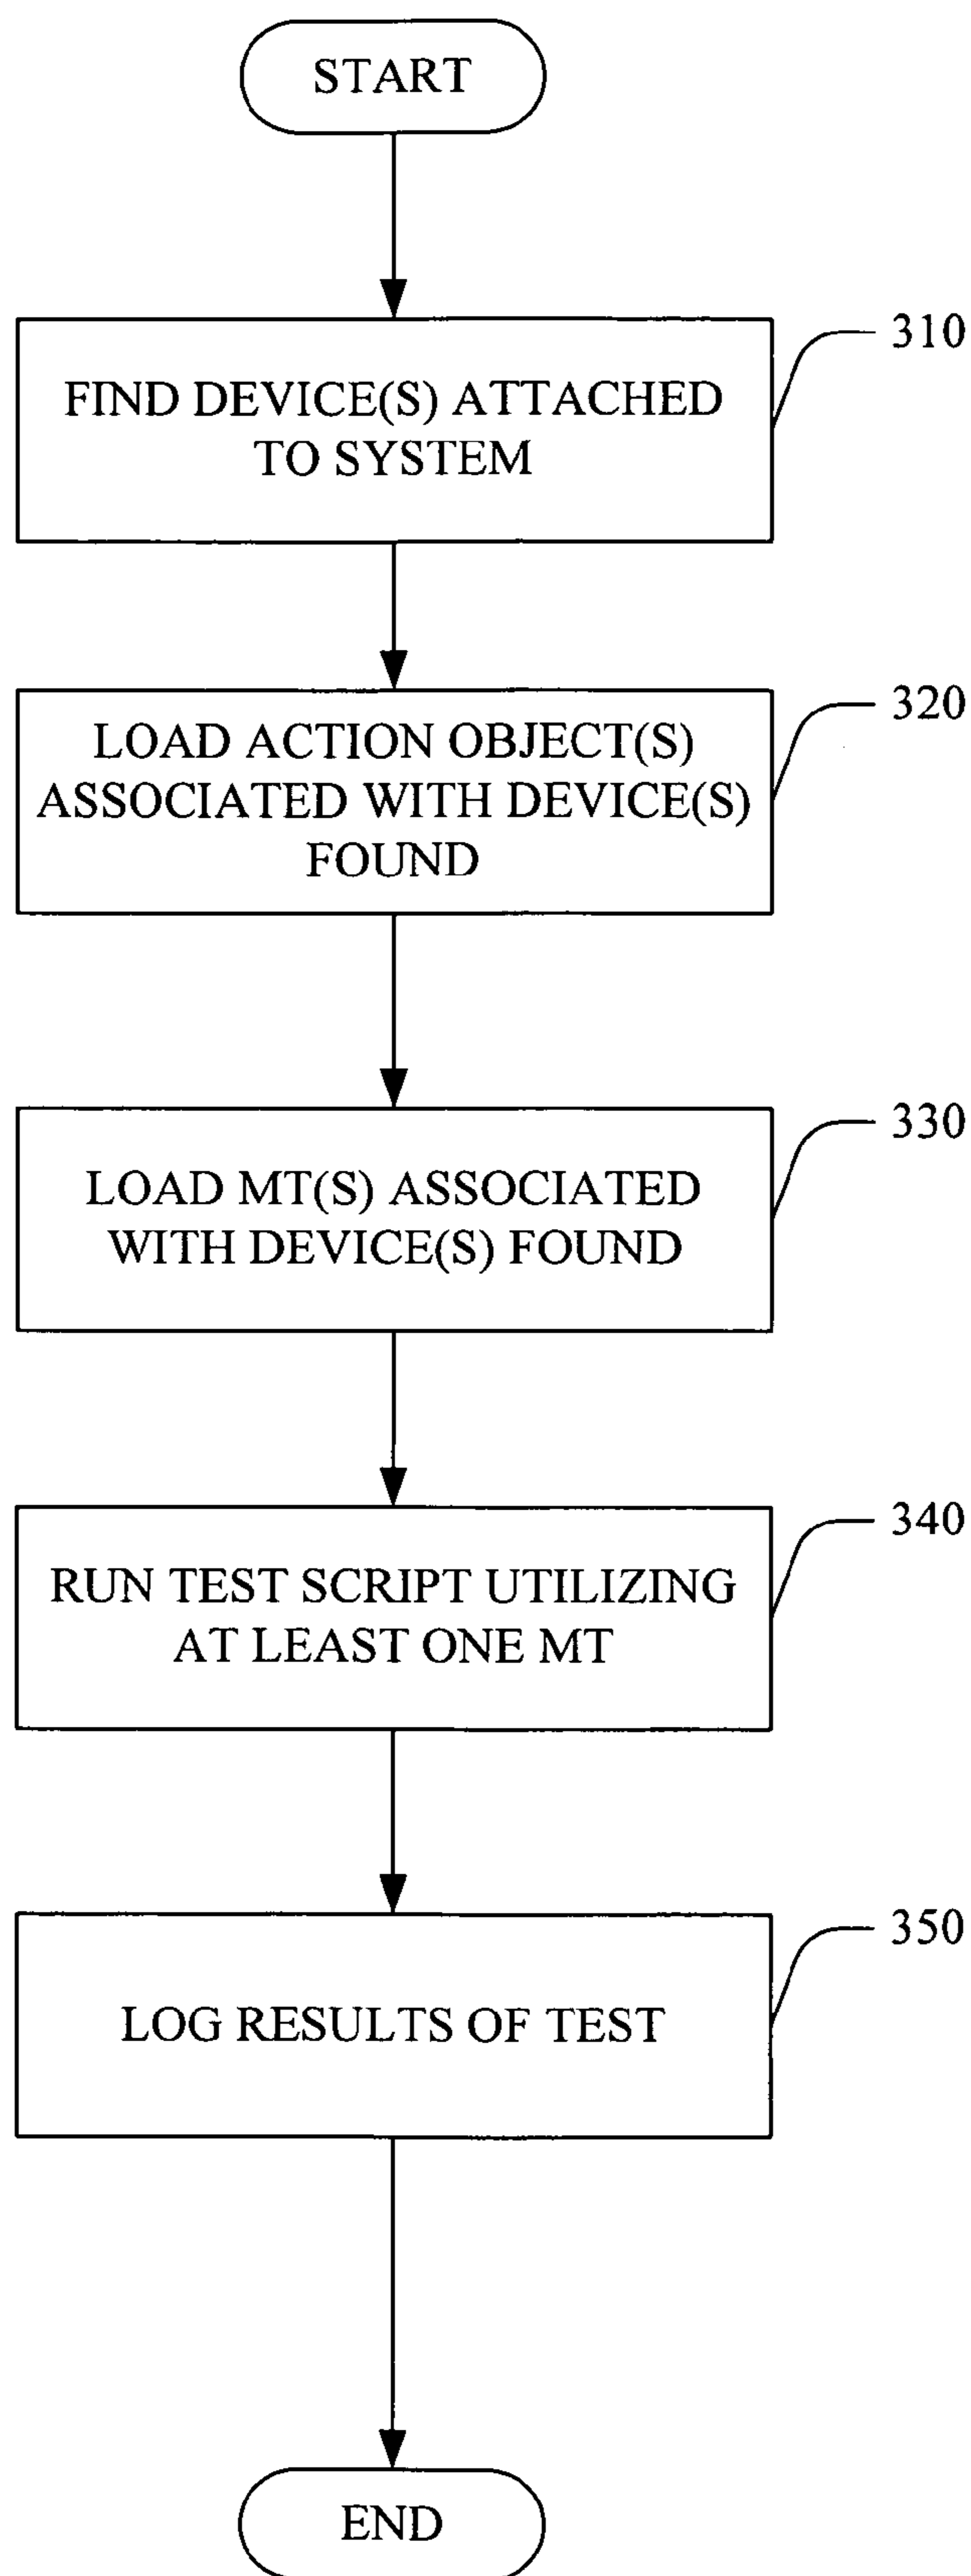 START
310
FIND DEVICE(S) ATTACHED
TO SYSTEM
320
LOAD ACTION OBJECT(S)
ASSOCIATED WITH DEVICE(S)
FOUND
330
LOAD MT(S) ASSOCIATED
WITH DEVICE(S) FOUND
340
RUN TEST SCRIPT UTILIZING
AT LEAST ONE MT
350
LOG RESULTS OF TEST
END